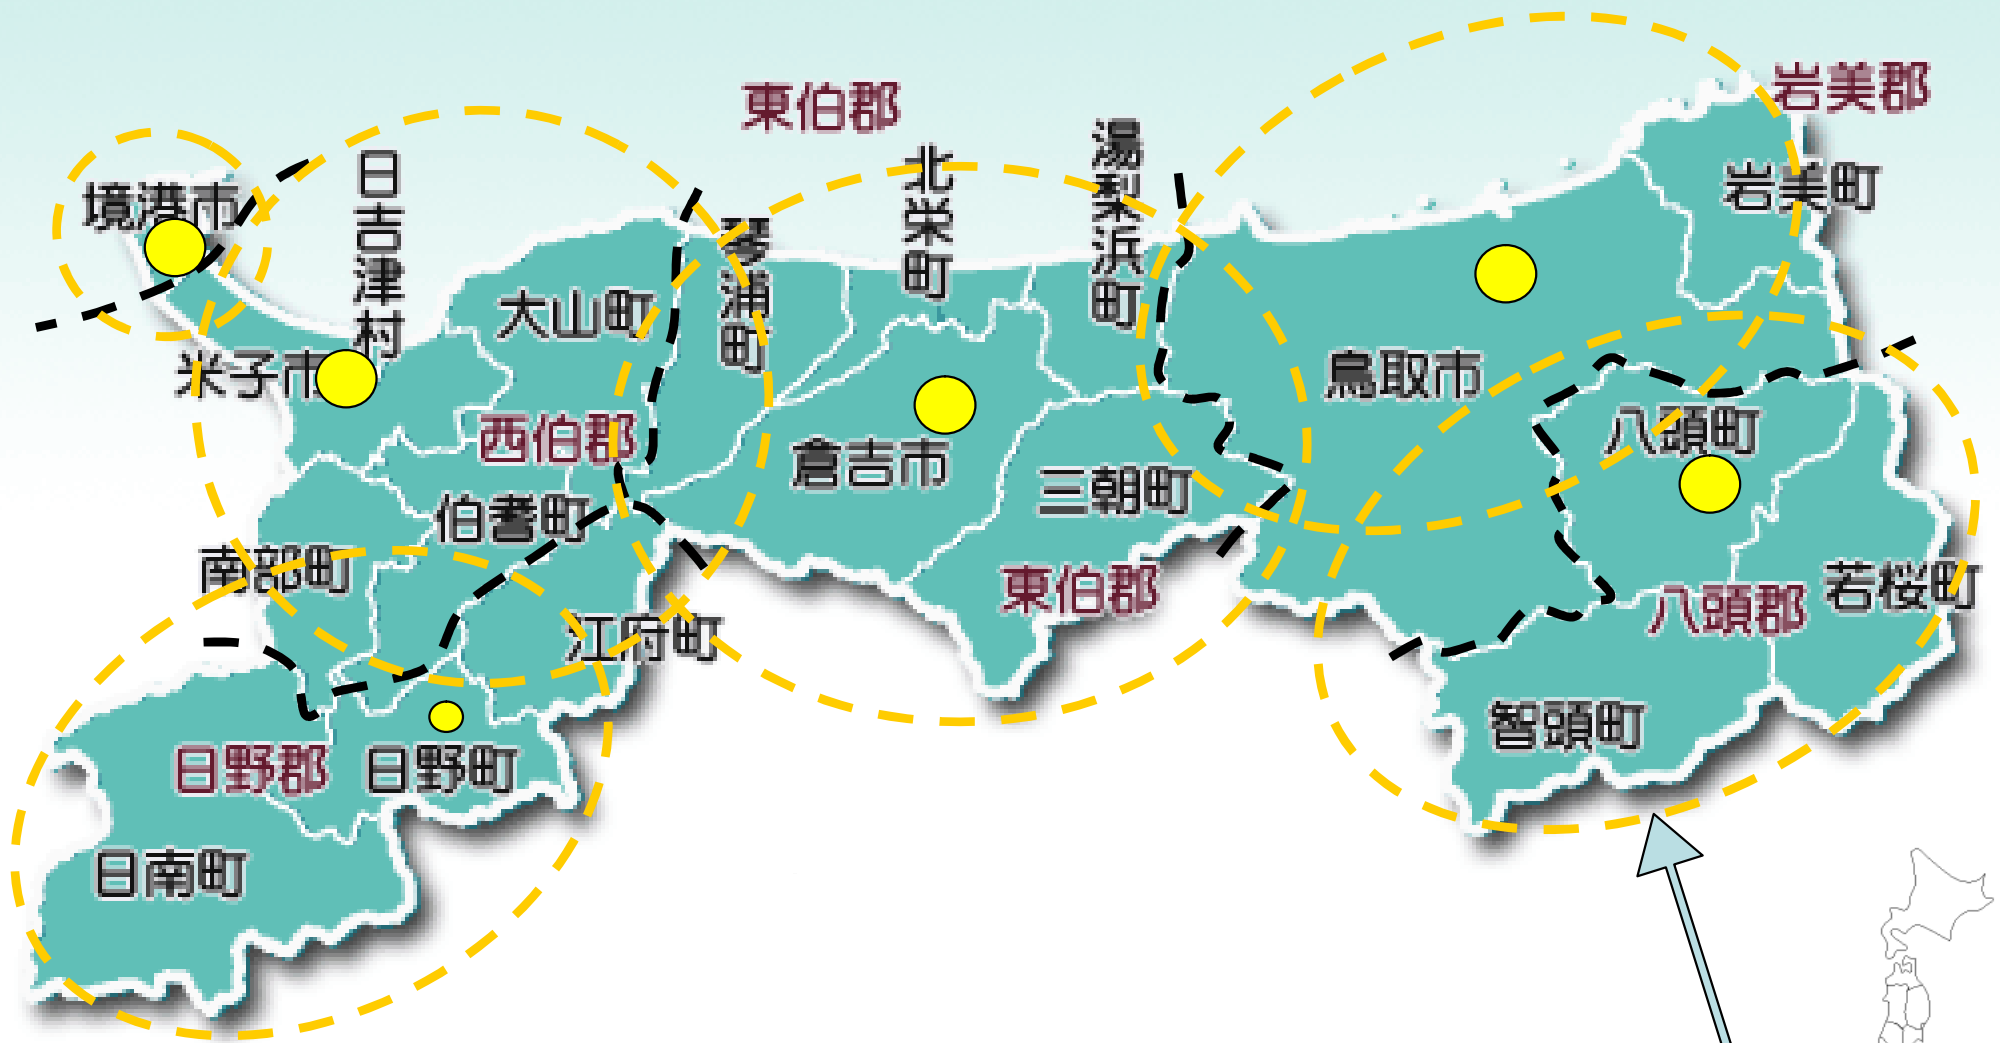 東伯郡
岩美郡
境港市
日吉津村
北栄町
湯梨浜町
岩美町
琴浦町
大山町
米子市
鳥取市
西伯郡
八頭町
倉吉市
三朝町
伯耆町
南部町
東伯郡
八頭郡
若桜町
江府町
智頭町
日野郡
日野町
日南町